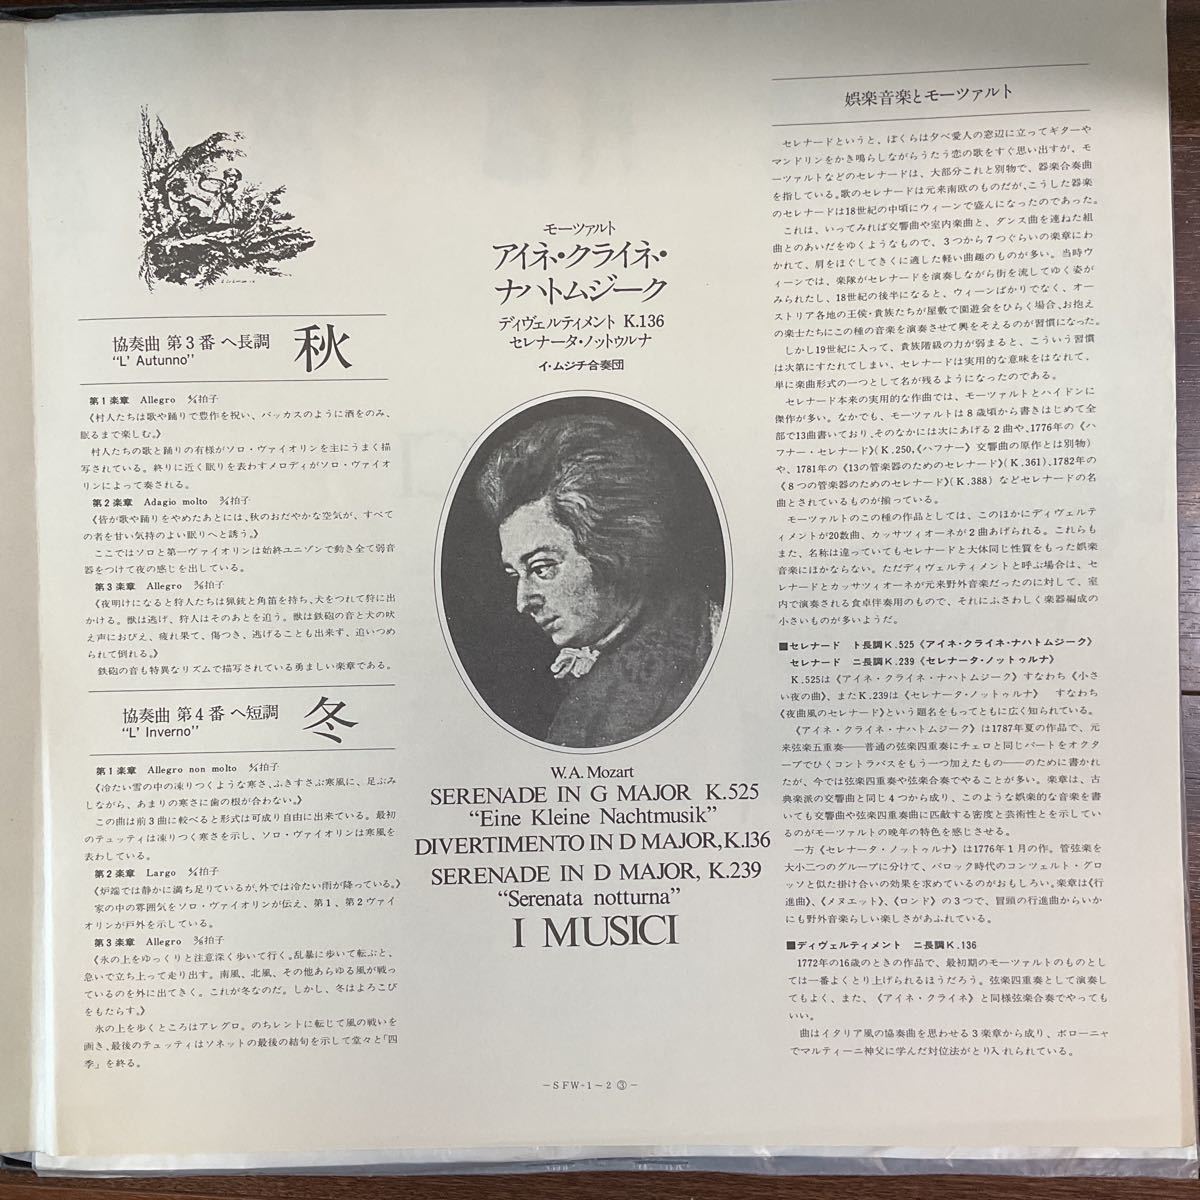 協奏曲 第3番 ヘ長調 秋
“L’ Autunno”
第1楽章 Allegro 4/4拍子
《村人たちは歌や踊りで豊作を祝い、バッカスのように酒をのみ、
眠るまで楽しむ。》
村人たちの歌と踊りの有様がソロ・ヴァイオリンを主にうまく描
写されている。終りに近く眠りを表わすメロディがソロ・ヴァイオ
リンによって奏される。
第2楽章 Adagio molto 3/4拍子
《皆が歌や踊りをやめたあとには、秋のおだやかな空気が、すべて
の者を甘い気持のよい眠りへと誘う。》
ここではソロと第一ヴァイオリンは始終ユニゾンで動き全て弱音
器をつけて夜の感じを出している。
第3楽章 Allegro 3/8拍子
《夜明けになると狩人たちは猟銃と角笛を持ち、犬をつれて狩に出
かける。獣は逃げ、狩人はそのあとを追う。獣は鉄砲の音と犬の吠
え声におびえ、疲れ果て、傷つき、逃げることも出来ず、追いつめ
られて倒れる。》
鉄砲の音も特異なリズムで描写されている勇ましい楽章である。
協奏曲 第4番 ヘ短調 冬
“L’ Inverno”
第1楽章 Allegro non molto 4/4拍子
《冷たい雪の中の凍りつくような寒さ、ふきすさぶ寒風に、足ぶみ
しながら、あまりの寒さに歯の根が合わない。》
この曲は前3曲に較べると形式は可成り自由に出来ている。最初
のテュッティは凍りつく寒さを示し、ソロ・ヴァイオリンは寒風を
表わしている。
第2楽章 Largo 4/4拍子
《炉端では静かに満ち足りているが、外では冷たい雨が降っている。》
家の中の雰囲気をソロ・ヴァイオリンが伝え、第1、第2ヴァイ
オリンが戸外を示している。
第3楽章 Allegro 3/8拍子
《氷の上をゆっくりと注意深く歩いて行く。乱暴に歩いて転ぶと、
急いで立ち上って走り出す。南風、北風、その他あらゆる風が戦っ
ているのを外に出てきく。これが冬なのだ。しかし、冬はよろこび
をもたらす。》
氷の上を歩くところはアレグロ。のちレントに転じて風の戦いを
画き、最後のテュッティはソネットの最後の結句を示して堂々と「四
季」を終る。
モーツァルト
アイネ・クライネ・
ナハトムジーク
ディヴェルティメント K.136
セレナータ・ノットゥルナ
イ・ムジチ合奏団
W.A. Mozart
SERENADE IN G MAJOR K.525
“Eine Kleine Nachtmusik”
DIVERTIMENTO IN D MAJOR, K.136
SERENADE IN D MAJOR, K.239
“Serenata notturna”
I MUSICI
—SFW-1〜2 ③—
娯楽音楽とモーツァルト
セレナードというと、ぼくらは夕べ愛人の窓辺に立ってギターや
マンドリンをかき鳴らしながらうたう恋の歌をすぐ思い出すが、モ
ーツァルトなどのセレナードは、大部分これと別物で、器楽合奏曲
を指している。歌のセレナードは元来南欧のものだが、こうした器楽
のセレナードは18世紀の中頃にウィーンで盛んになったのであった。
これは、いってみれば交響曲や室内楽曲と、ダンス曲を連ねた組
曲とのあいだをゆくようなもので、3つから7つぐらいの楽章にわ
かれて、肩をほぐしてきくに適した軽い曲趣のものが多い。当時ウ
ィーンでは、楽隊がセレナードを演奏しながら街を流してゆく姿が
みられたし、18世紀の後半になると、ウィーンばかりでなく、オー
ストリア各地の王侯・貴族たちが屋敷で園遊会をひらく場合、お抱え
の楽士たちにこの種の音楽を演奏させて興をそえるのが習慣になった。
しかし19世紀に入って、貴族階級の力が弱まると、こういう習慣
は次第にすたれてしまい、セレナードは実用的な意味をはなれて、
単に楽曲形式の一つとして名が残るようになったのである。
セレナード本来の実用的な作曲では、モーツァルトとハイドンに
傑作が多い。なかでも、モーツァルトは8歳頃から書きはじめて全
部で13曲書いており、そのなかには次にあげる2曲や、1776年の《ハ
フナー・セレナード》(K.250,《ハフナー》交響曲の原作とは別物)
や、1781年の《13の管楽器のためのセレナード》(K.361)、1782年の
《8つの管楽器のためのセレナード》(K.388) などセレナードの名
曲とされているものが揃っている。
モーツァルトのこの種の作品としては、このほかにディヴェルテ
ィメントが20数曲、カッサツィオーネが2曲あげられる。これらも
また、名称は違っていてもセレナードと大体同じ性質をもった娯楽
音楽にほかならない。ただディヴェルティメントと呼ぶ場合は、セ
レナードとカッサツィオーネが元来野外音楽だったのに対して、室
内で演奏される食卓伴奏用のもので、それにふさわしく楽器編成の
小さいものが多いようだ。
■セレナード ト長調K.525《アイネ・クライネ・ナハトムジーク》
セレナード ニ長調K.239《セレナータ・ノットゥルナ》
K.525は《アイネ・クライネ・ナハトムジーク》すなわち《小さ
い夜の曲》、またK.239は《セレナータ・ノットゥルナ》 すなわち
《夜曲風のセレナード》という題名をもってともに広く知られている。
《アイネ・クライネ・ナハトムジーク》は1787年夏の作品で、元
来弦楽五重奏——普通の弦楽四重奏にチェロと同じパートをオクタ
ーブでひくコントラバスをもう一つ加えたもの——のために書かれ
たが、今では弦楽四重奏や弦楽合奏でやることが多い。楽章は、古
典楽派の交響曲と同じ4つから成り、このような娯楽的な音楽を書
いても交響曲や弦楽四重奏曲に匹敵する密度と芸術性とを示してい
るのがモーツァルトの晩年の特色を感じさせる。
一方《セレナータ・ノットゥルナ》は1776年1月の作。管弦楽を
大小二つのグループに分けて、バロック時代のコンツェルト・グロ
ッソと似た掛け合いの効果を求めているのがおもしろい。楽章は《行
進曲》、《メヌエット》、《ロンド》の3つで、冒頭の行進曲からいか
にも野外音楽らしい楽しさがあふれている。
■ディヴェルティメント ニ長調K.136
1772年の16歳のときの作品で、最初期のモーツァルトのものとし
ては一番よくとり上げられるほうだろう。弦楽四重奏として演奏し
てもよく、また、《アイネ・クライネ》と同様弦楽合奏でやっても
いい。
曲はイタリア風の協奏曲を思わせる3楽章から成り、ボローニャ
でマルティーニ神父に学んだ対位法がとり入れられている。